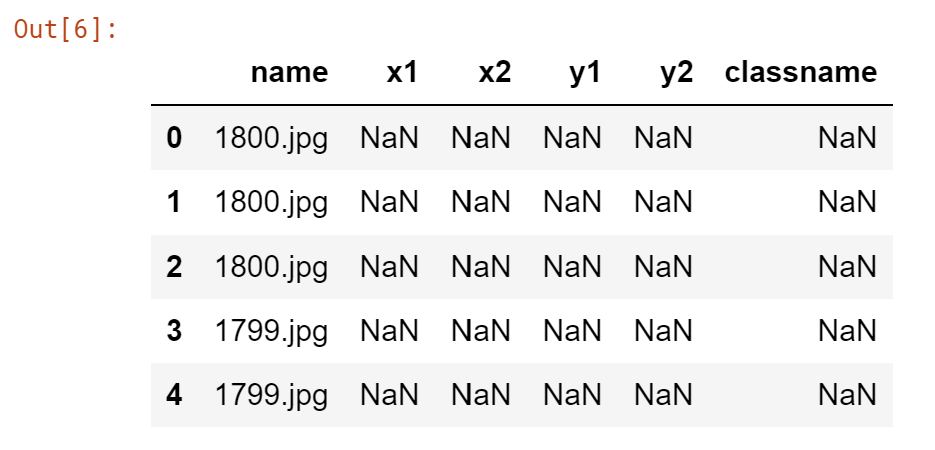 Out[6]:
name x1 x2 y1 y2 classname
0 1800.jpg NaN NaN NaN NaN NaN
1 1800.jpg NaN NaN NaN NaN NaN
2 1800.jpg NaN NaN NaN NaN NaN
3 1799.jpg NaN NaN NaN NaN NaN
4 1799.jpg NaN NaN NaN NaN NaN